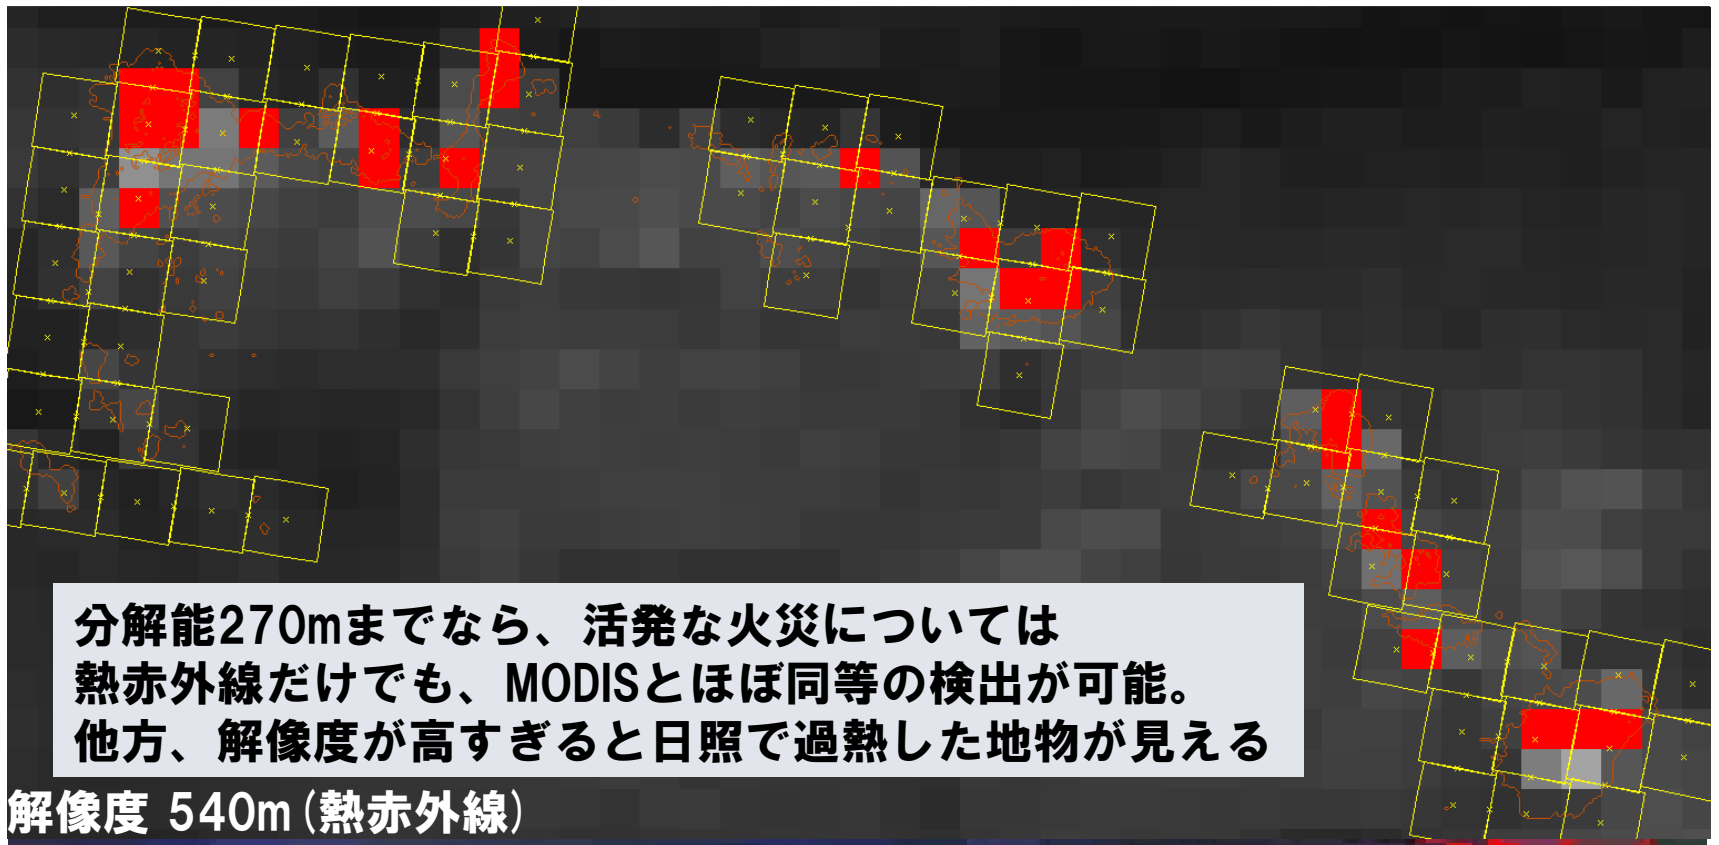 分解能270mまでなら、活発な火災については
熱赤外線だけでも、MODISとほぼ同等の検出が可能。
他方、解像度が高すぎると日照で過熱した地物が見える
解像度 540m(熱赤外線)